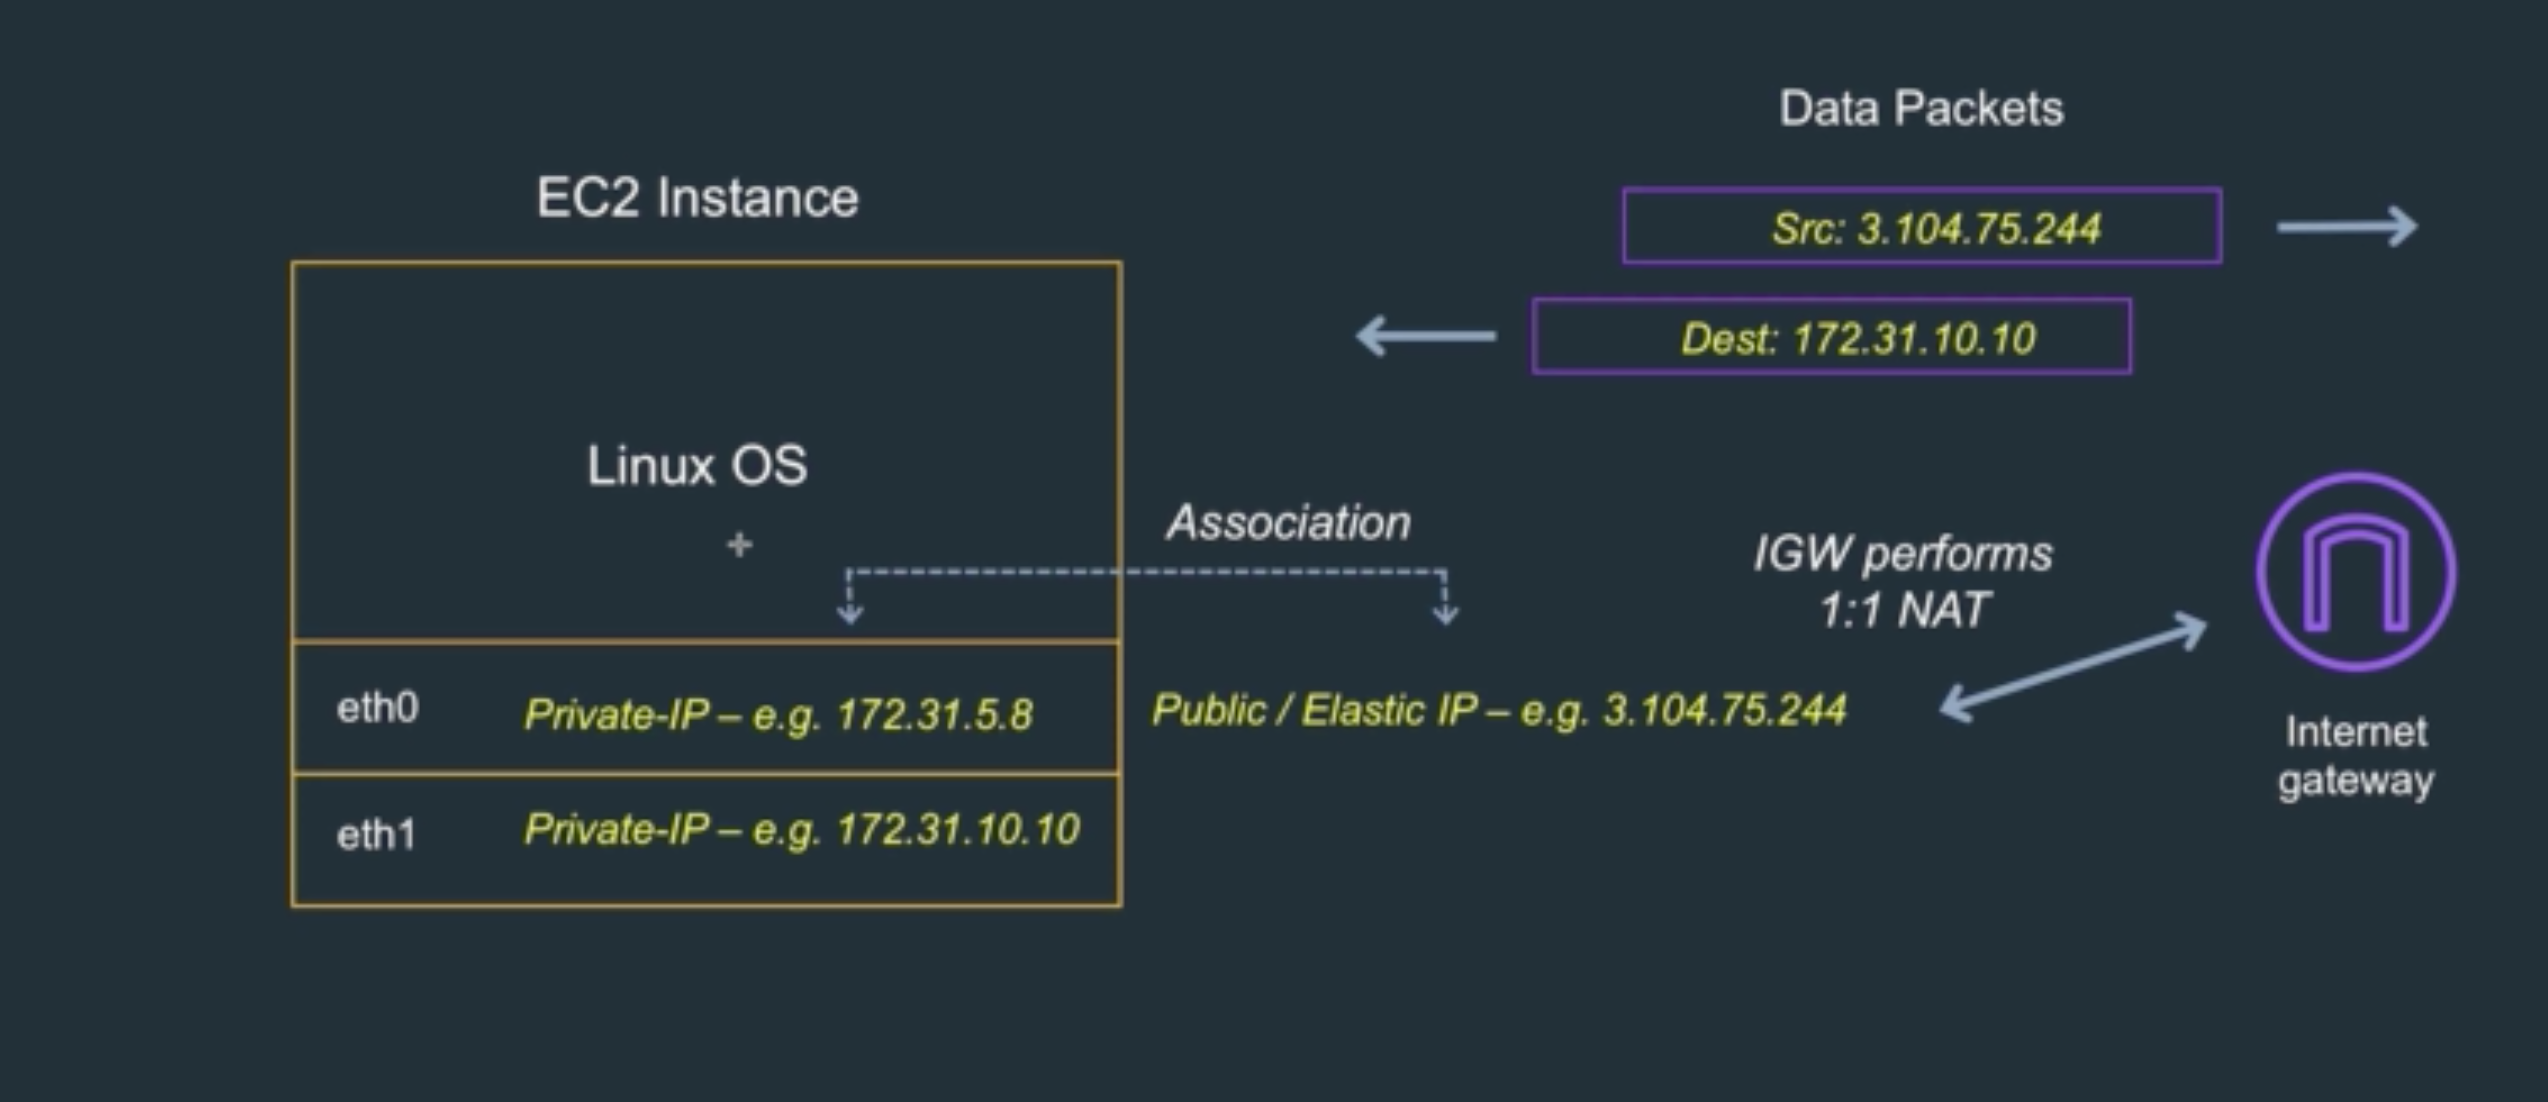 Data Packets
EC2 Instance
Src: 3.104.75.244
Dest: 172.31.10.10
Linux OS
Association
IGW performs
1:1 NAT
eth0 Private-IP – e.g. 172.31.5.8 Public / Elastic IP – e.g. 3.104.75.244
Internet
gateway
eth1 Private-IP – e.g. 172.31.10.10